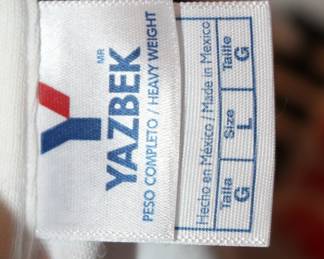 YAZBEK MR
PESO COMPLETO / HEAVY WEIGHT
Hecho en México / Made in Mexico
Talla Size Taille
G L G